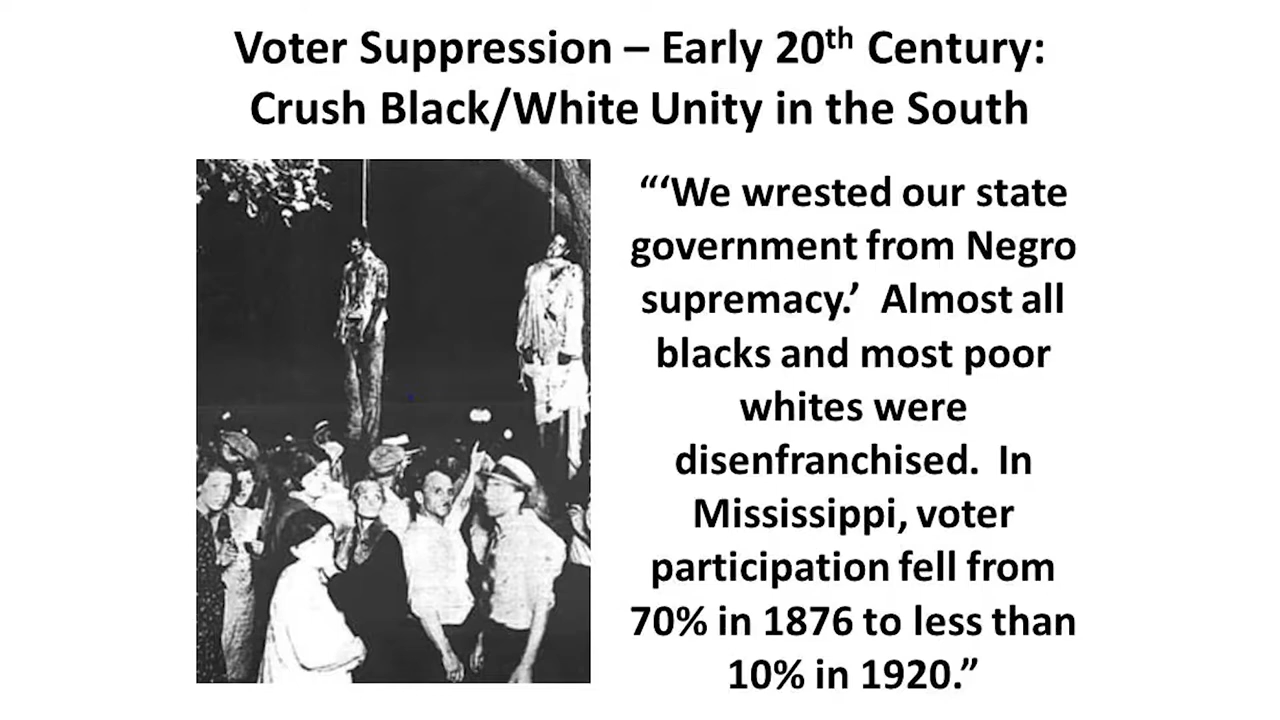 Voter Suppression – Early 20th Century:
Crush Black/White Unity in the South
“‘We wrested our state
government from Negro
supremacy.’  Almost all
blacks and most poor
whites were
disenfranchised.  In
Mississippi, voter
participation fell from
70% in 1876 to less than
10% in 1920.”